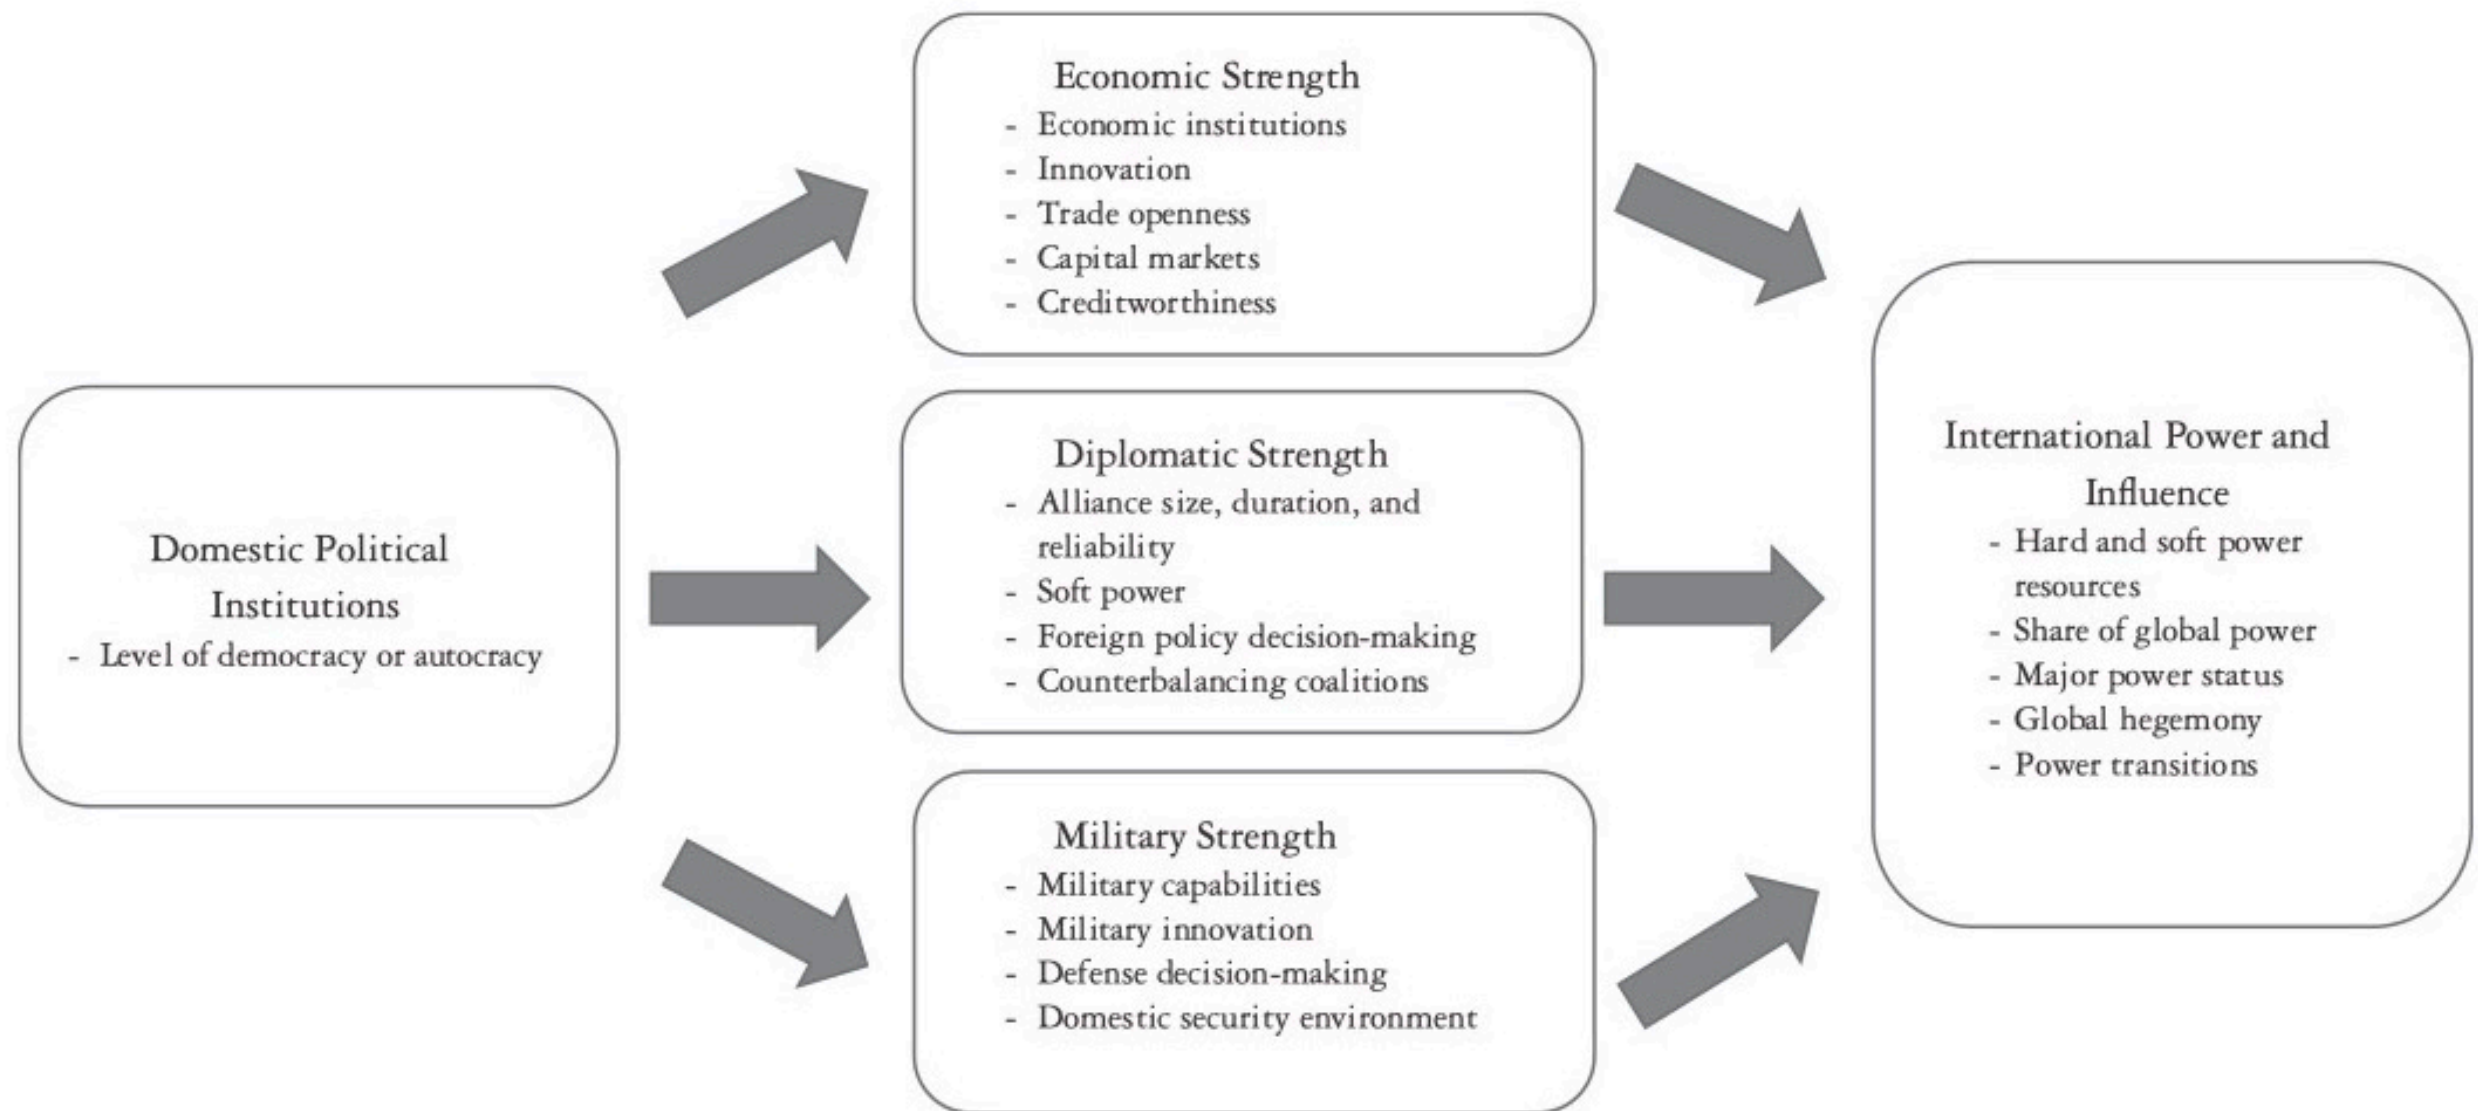 Domestic Political
Institutions
- Level of democracy or autocracy
Economic Strength
- Economic institutions
- Innovation
- Trade openness
- Capital markets
- Creditworthiness
Diplomatic Strength
- Alliance size, duration, and
reliability
- Soft power
- Foreign policy decision-making
- Counterbalancing coalitions
Military Strength
- Military capabilities
- Military innovation
- Defense decision-making
- Domestic security environment
International Power and
Influence
- Hard and soft power
resources
- Share of global power
- Major power status
- Global hegemony
- Power transitions